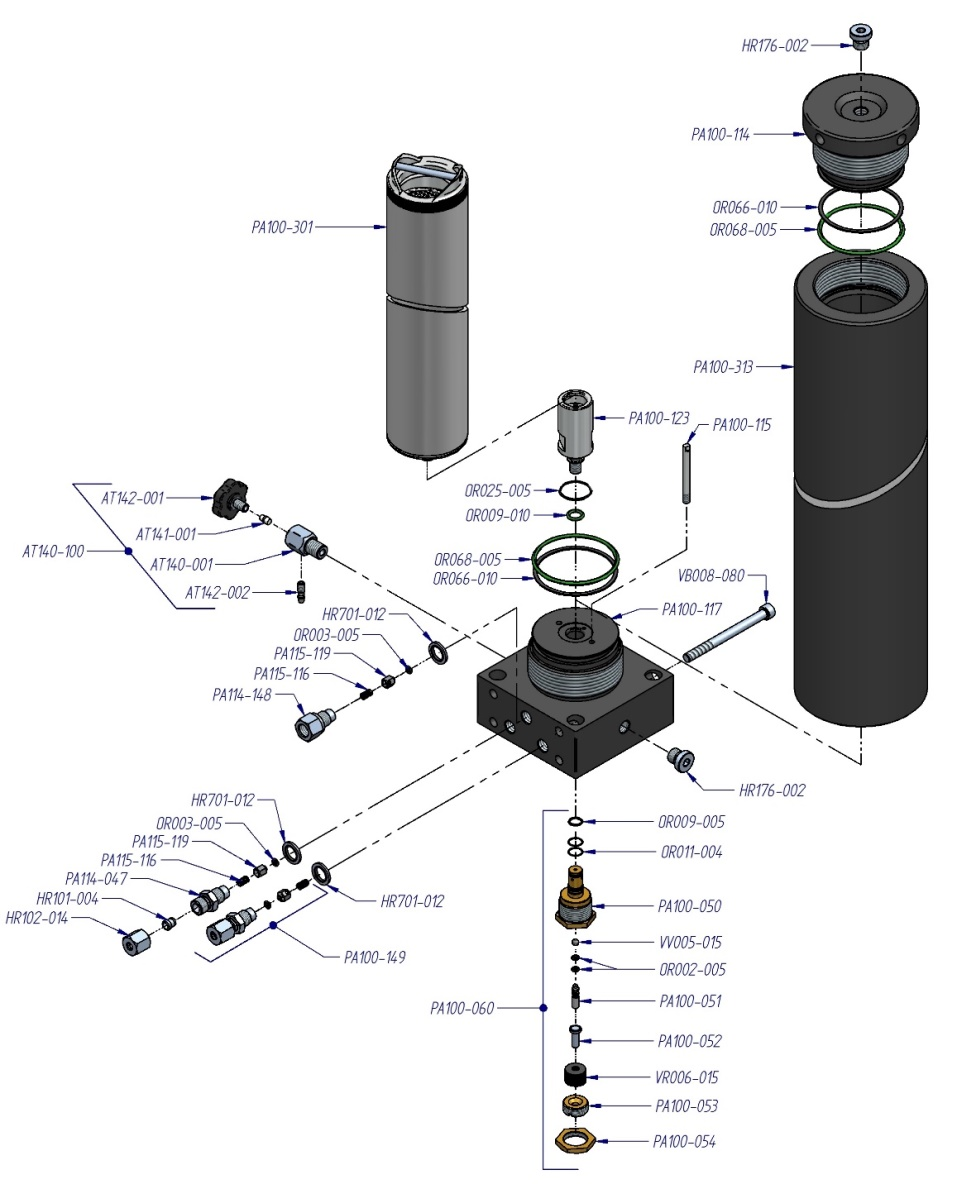 HR176-002
PA100-114
OR066-010
OR068-005
PA100-301
PA100-313
PA100-123
PA100-115
OR025-005
OR009-010
AT142-001
AT141-001
AT140-100
AT140-001
AT142-002
OR068-005
OR066-010
VB008-080
PA100-117
HR701-012
OR003-005
PA115-119
PA115-116
PA114-148
HR176-002
HR701-012
OR003-005
PA115-119
PA115-116
PA114-047
HR101-004
HR102-014
HR701-012
PA100-149
OR009-005
OR011-004
PA100-050
VV005-015
OR002-005
PA100-051
PA100-060
PA100-052
VR006-015
PA100-053
PA100-054